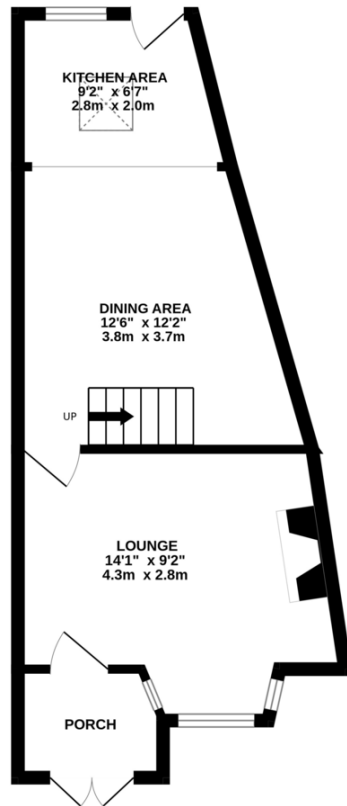 KITCHEN AREA
9'2" x 6'7"
2.8m x 2.0m
DINING AREA
12'6" x 12'2"
3.8m x 3.7m
UP
LOUNGE
14'1" x 9'2"
4.3m x 2.8m
PORCH